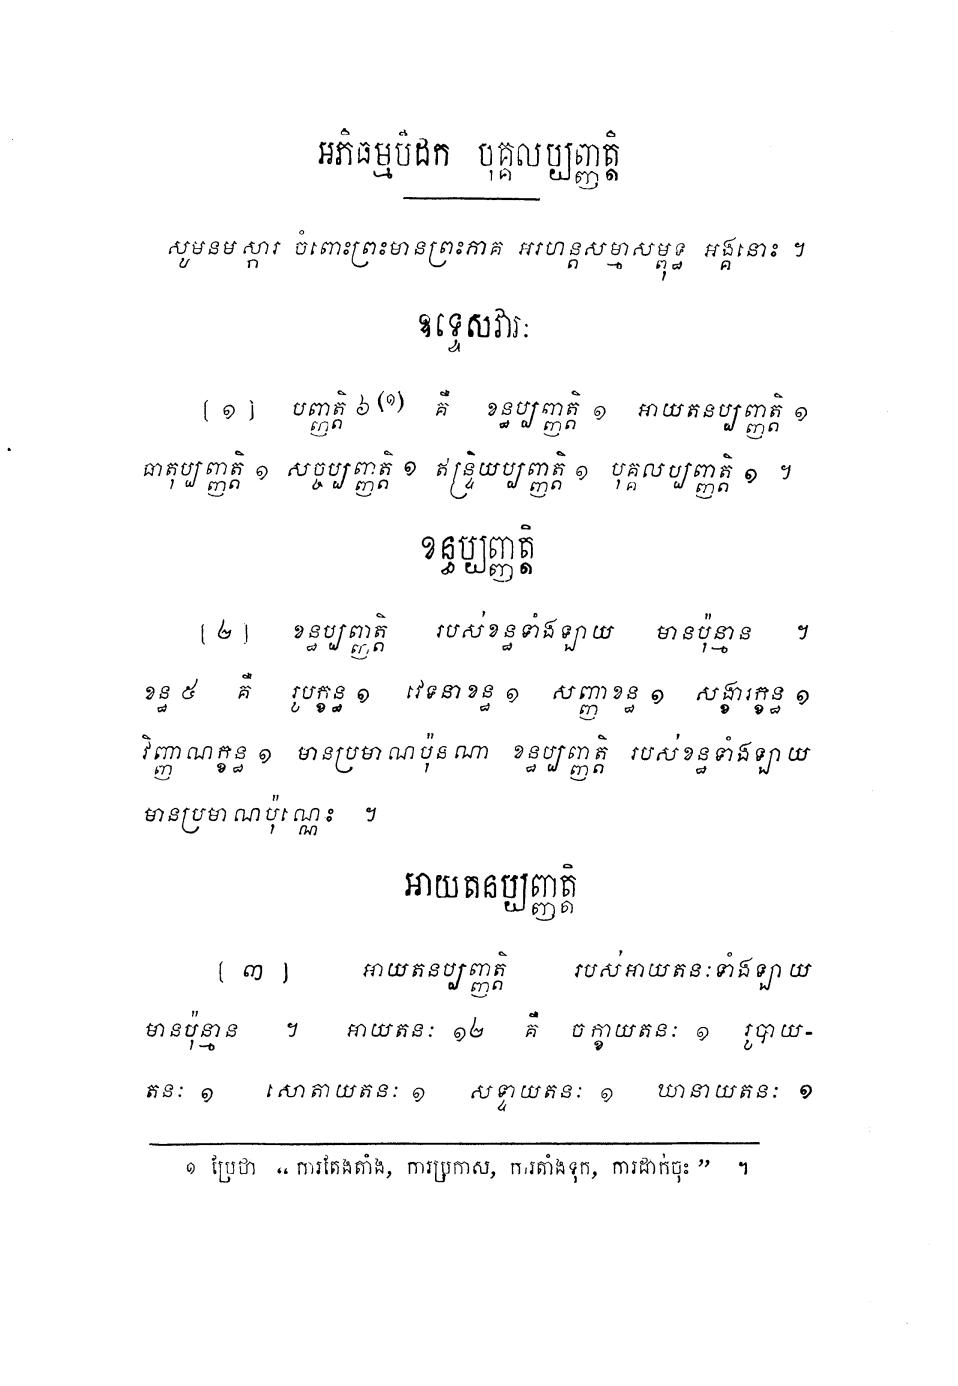 អភិធម្មបិដក បុគ្គលប្បញ្ញត្តិ
សូមនមស្ការ ចំពោះព្រះមានព្រះភាគ អរហន្តសម្មាសម្ពុទ្ធ អង្គនោះ ។
ឧទ្ទេសវារៈ
[ ១ ] បញ្ញត្តិ ៦ (១) គឺ ខន្ធប្បញ្ញត្តិ ១ អាយតនប្បញ្ញត្តិ ១
ធាតុប្បញ្ញត្តិ ១ សច្ចប្បញ្ញត្តិ ១ ឥន្ទ្រិយប្បញ្ញត្តិ ១ បុគ្គលប្បញ្ញត្តិ ១ ។
ខន្ធប្បញ្ញត្តិ
[ ២ ] ខន្ធប្បញ្ញត្តិ របស់ខន្ធទាំងឡាយ មានប៉ុន្មាន ។
ខន្ធ ៥ គឺ រូបក្ខន្ធ ១ វេទនាខន្ធ ១ សញ្ញាខន្ធ ១ សង្ខារក្ខន្ធ ១
វិញ្ញាណក្ខន្ធ ១ មានប្រមាណប៉ុនណា ខន្ធប្បញ្ញត្តិ របស់ខន្ធទាំងឡាយ
មានប្រមាណប៉ុណ្ណេះ ។
អាយតនប្បញ្ញត្តិ
[ ៣ ] អាយតនប្បញ្ញត្តិ របស់អាយតនៈទាំងឡាយ
មានប៉ុន្មាន ។ អាយតនៈ ១២ គឺ ចក្ខាយតនៈ ១ រូបាយ-
តនៈ ១ សោតាយតនៈ ១ សទ្ទាយតនៈ ១ ឃានាយតនៈ ១
១ ប្រែថា “ ការតែងតាំង, ការប្រកាស, ការតាំងទុក, ការដាក់ចុះ ” ។